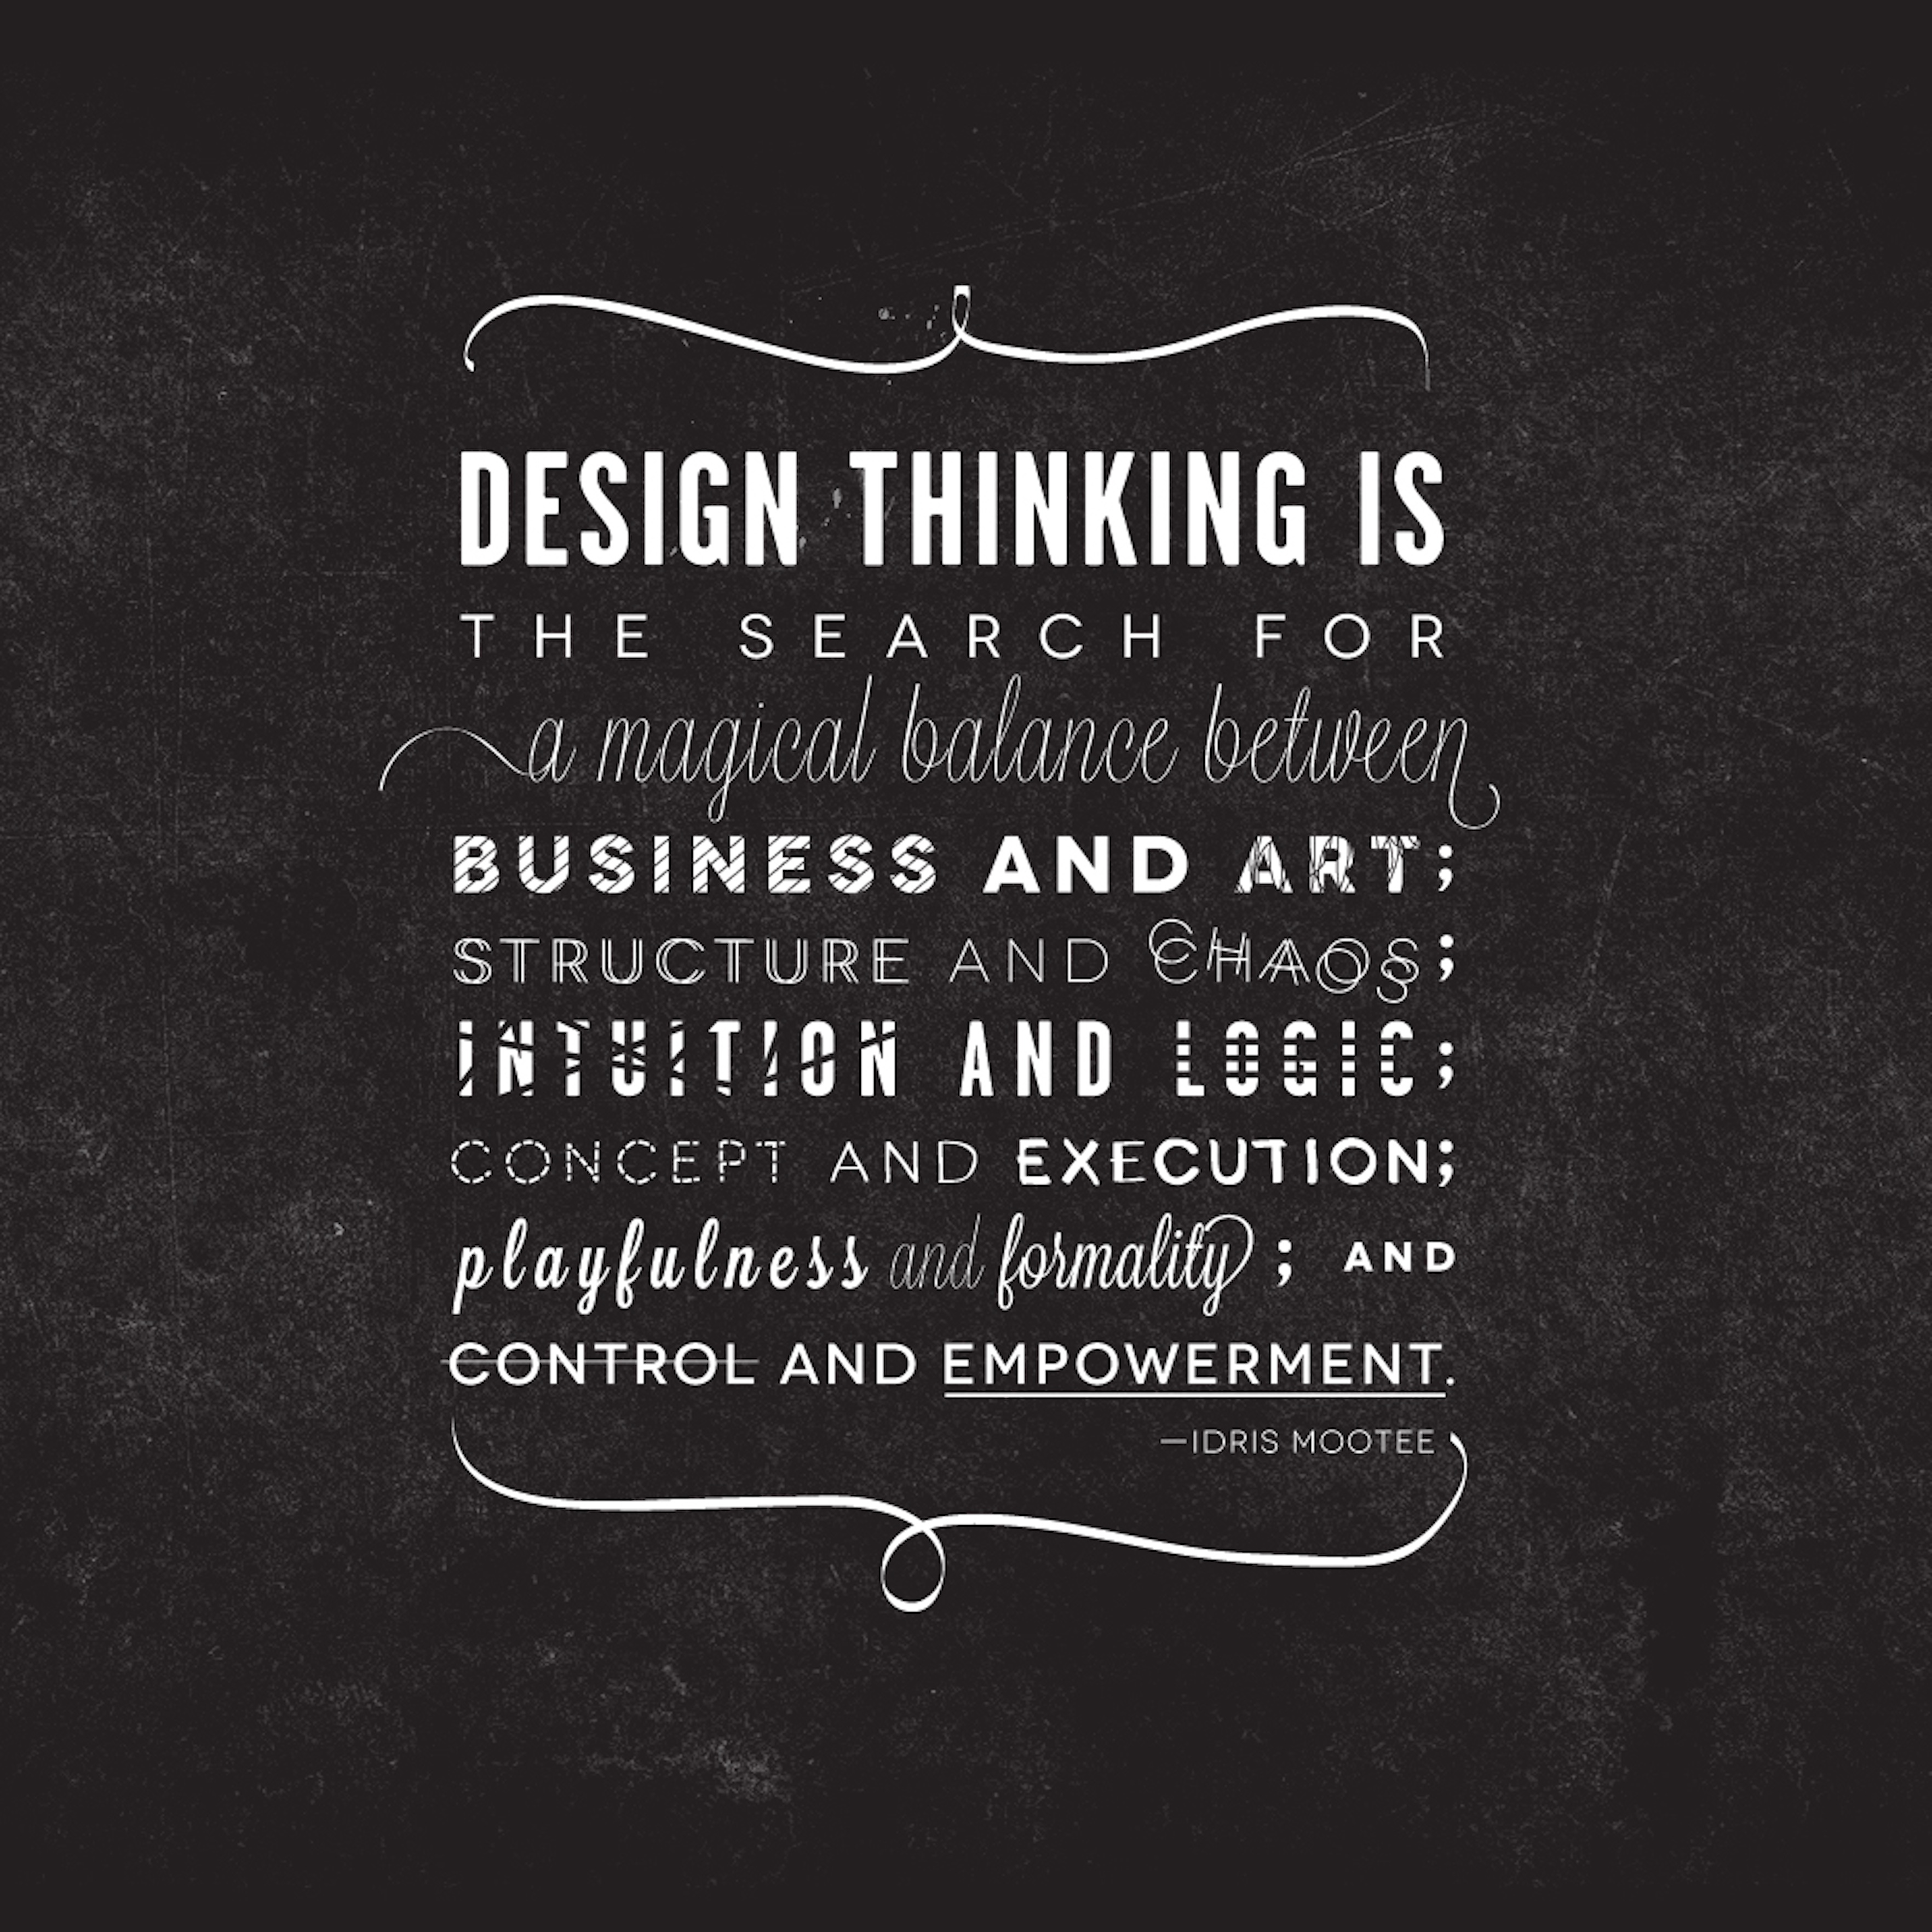 DESIGN THINKING IS
THE SEARCH FOR
a magical balance between
BUSINESS AND ART;
STRUCTURE AND CHAOS;
INTUITION AND LOGIC;
CONCEPT AND EXECUTION;
playfulness and formality; AND
CONTROL AND EMPOWERMENT.
—IDRIS MOOTEE